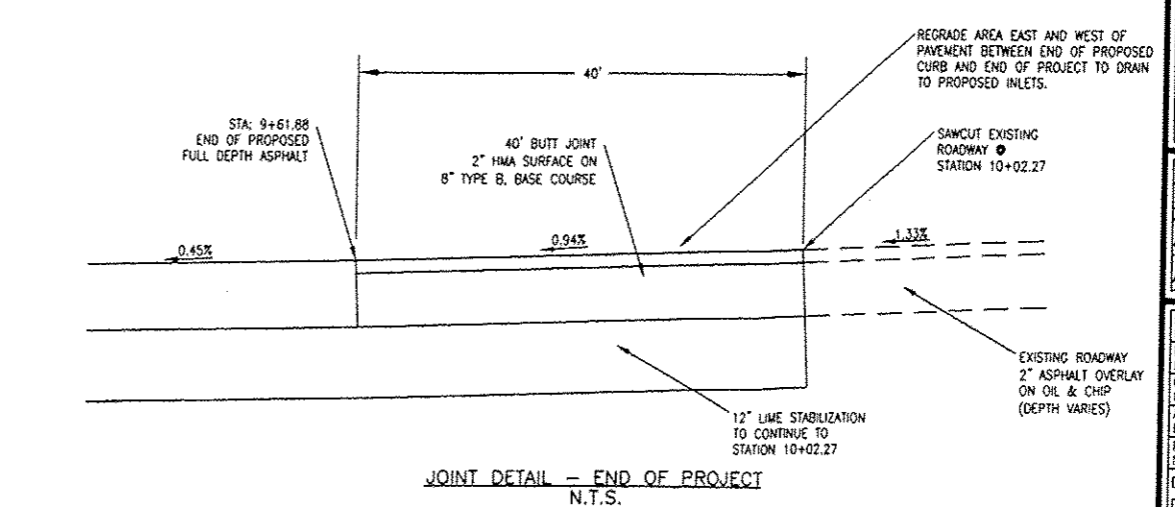 REGRADE AREA EAST AND WEST OF
PAVEMENT BETWEEN END OF PROPOSED
CURB AND END OF PROJECT TO DRAIN
TO PROPOSED INLETS.
40'
STA: 9+61.88
END OF PROPOSED
FULL DEPTH ASPHALT
40' BUTT JOINT
2" HMA SURFACE ON
8" TYPE B. BASE COURSE
SAWCUT EXISTING
ROADWAY @
STATION 10+02.27
0.45%
0.94%
1.33%
EXISTING ROADWAY
2" ASPHALT OVERLAY
ON OIL & CHIP
(DEPTH VARIES)
12" LIME STABILIZATION
TO CONTINUE TO
STATION 10+02.27
JOINT DETAIL – END OF PROJECT
N.T.S.